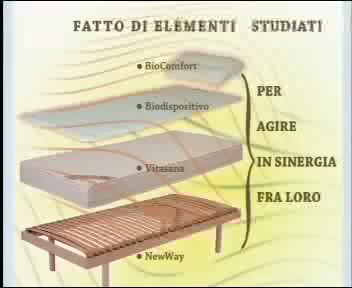 FATTO DI ELEMENTI STUDIATI
• BioComfort
• Biodispositivo
• Vitasana
• NewWay
PER
AGIRE
IN SINERGIA
FRA LORO